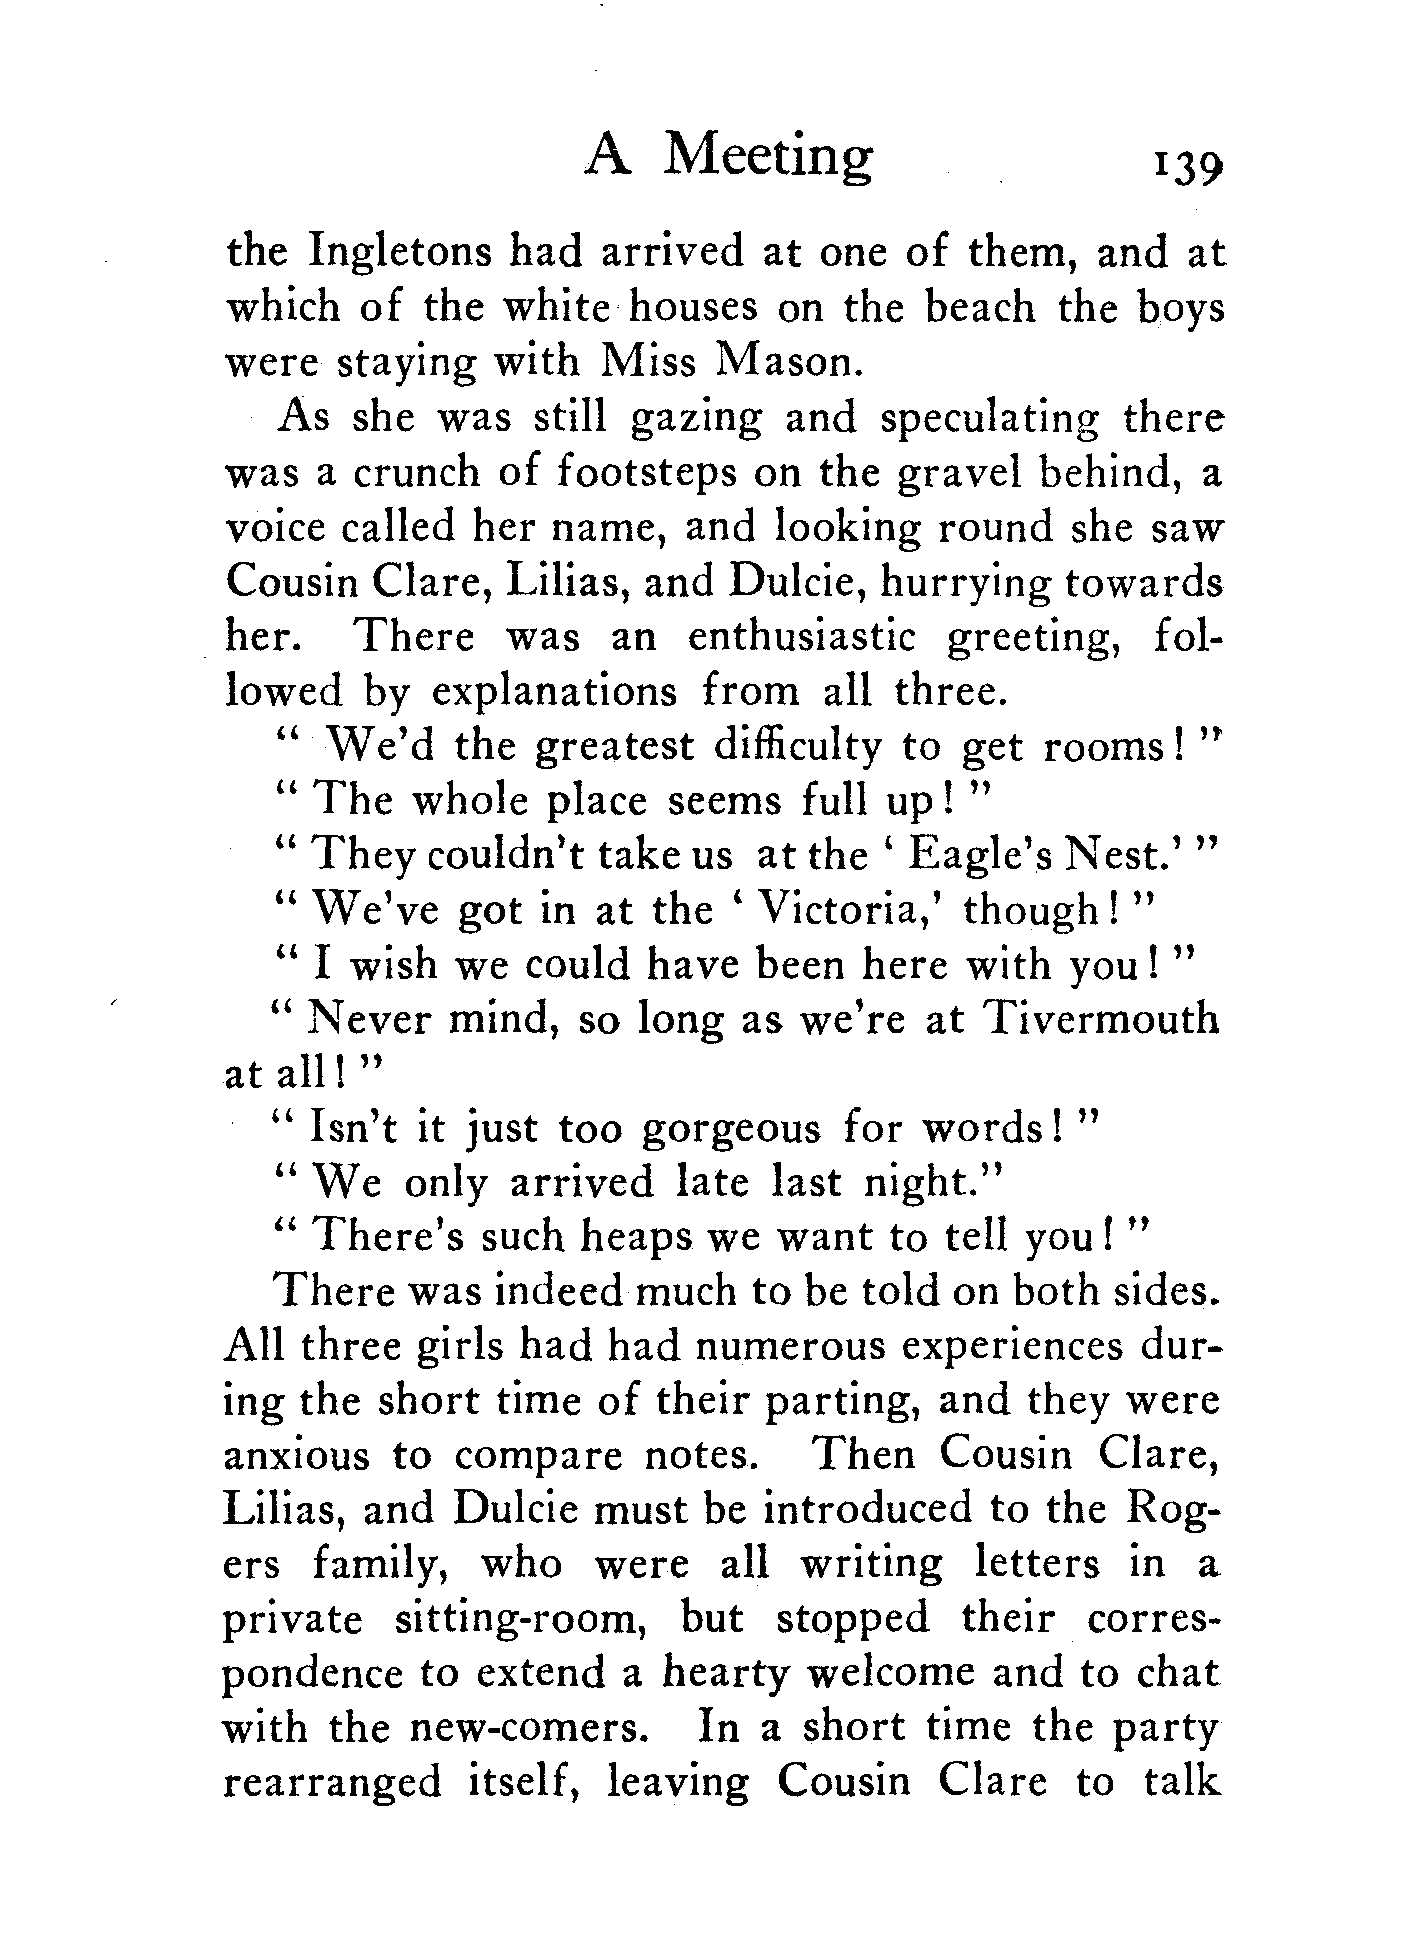 A Meeting 139
the Ingletons had arrived at one of them, and at
which of the white houses on the beach the boys
were staying with Miss Mason.
As she was still gazing and speculating there
was a crunch of footsteps on the gravel behind, a
voice called her name, and looking round she saw
Cousin Clare, Lilias, and Dulcie, hurrying towards
her. There was an enthusiastic greeting, fol-
lowed by explanations from all three.
“ We’d the greatest difficulty to get rooms! ”
“ The whole place seems full up! ”
“ They couldn’t take us at the ‘ Eagle’s Nest.’ ”
“ We’ve got in at the ‘ Victoria,’ though! ”
“ I wish we could have been here with you! ”
“ Never mind, so long as we’re at Tivermouth
at all! ”
“ Isn’t it just too gorgeous for words! ”
“ We only arrived late last night.”
“ There’s such heaps we want to tell you! ”
There was indeed much to be told on both sides.
All three girls had had numerous experiences dur-
ing the short time of their parting, and they were
anxious to compare notes. Then Cousin Clare,
Lilias, and Dulcie must be introduced to the Rog-
ers family, who were all writing letters in a
private sitting-room, but stopped their corres-
pondence to extend a hearty welcome and to chat
with the new-comers. In a short time the party
rearranged itself, leaving Cousin Clare to talk